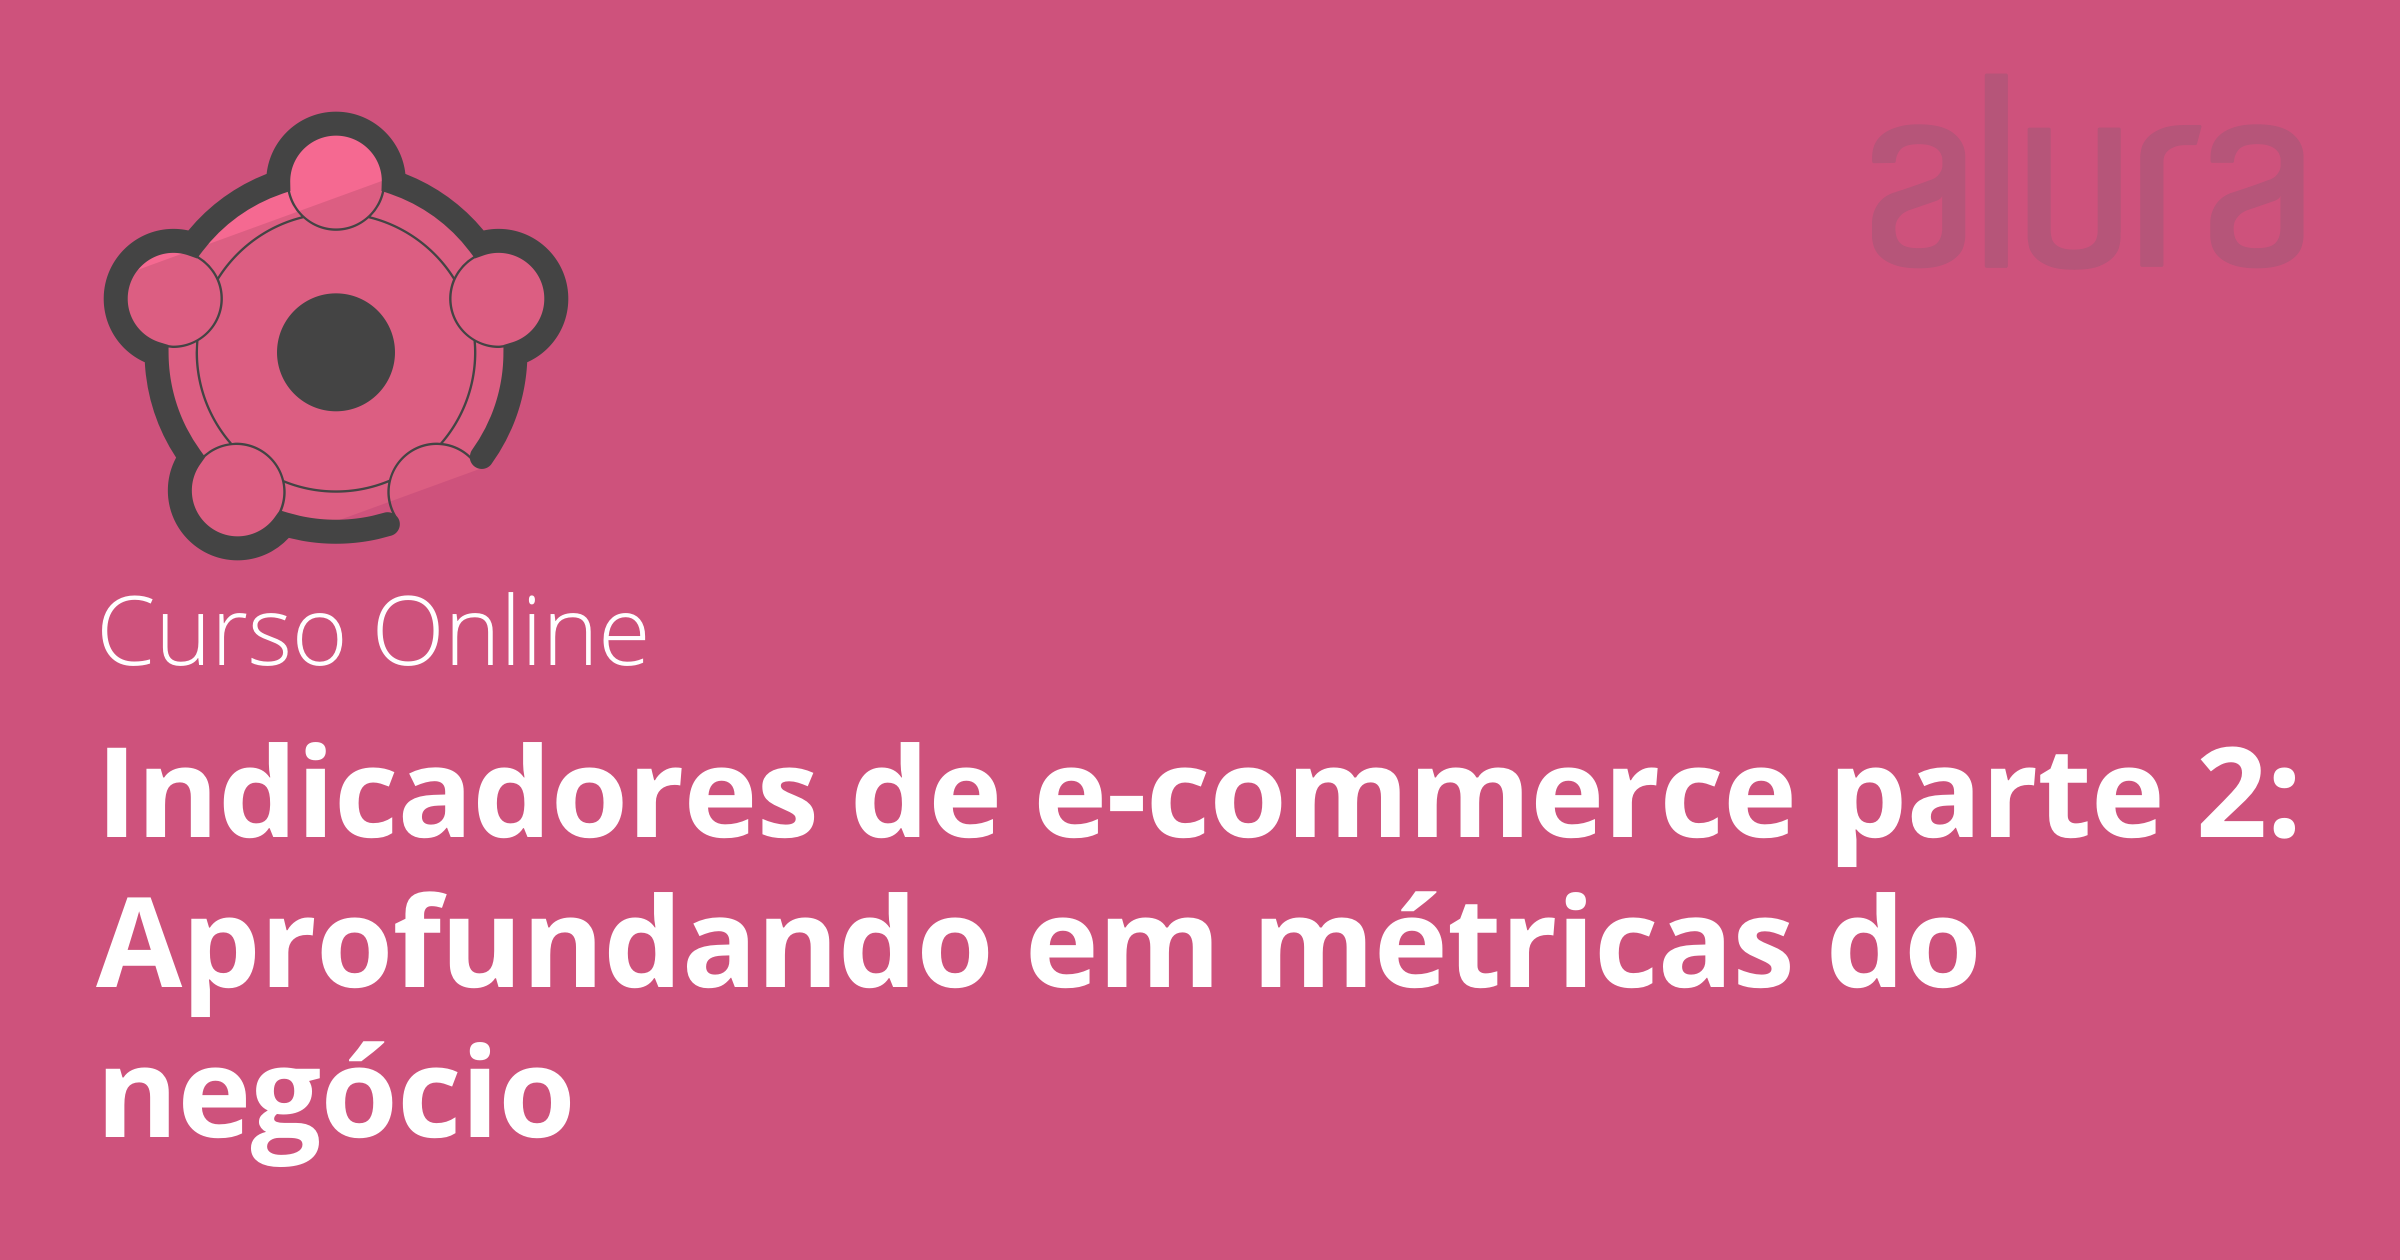 alura
Curso Online
Indicadores de e-commerce parte 2:
Aprofundando em métricas do
negócio